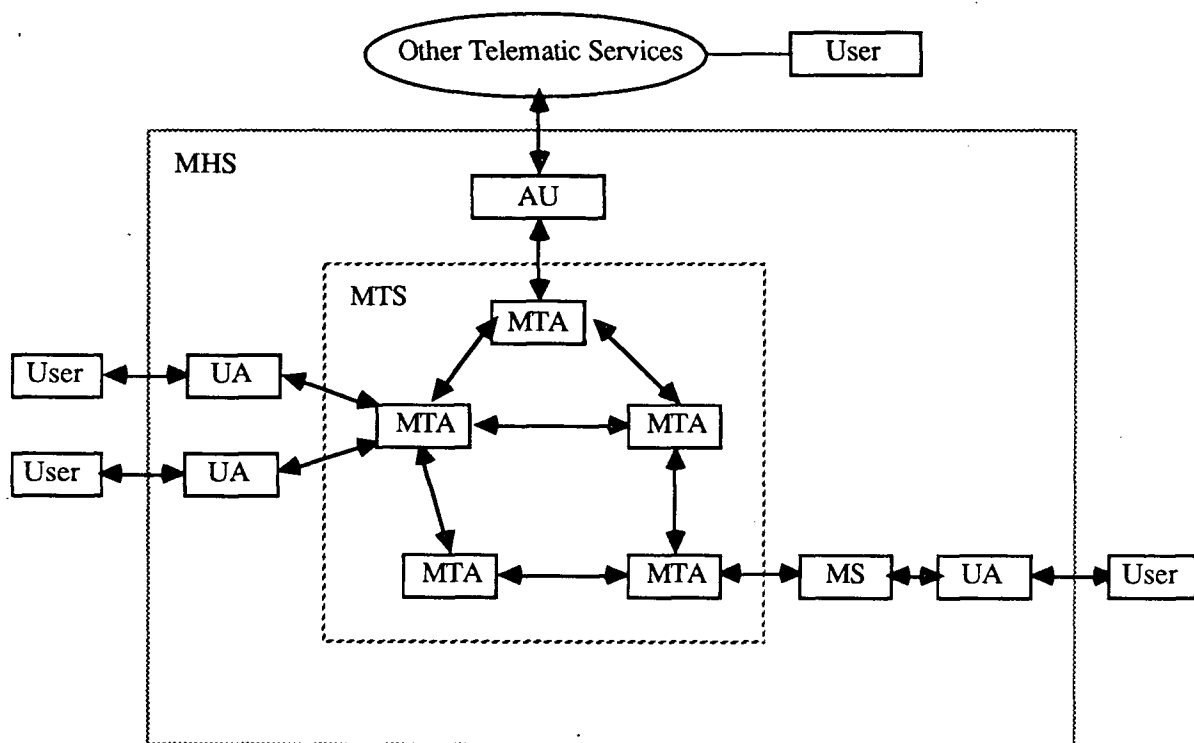 Other Telematic Services
User
MHS
AU
MTS
MTA
User
UA
MTA
MTA
User
UA
MTA
MTA
MS
UA
User